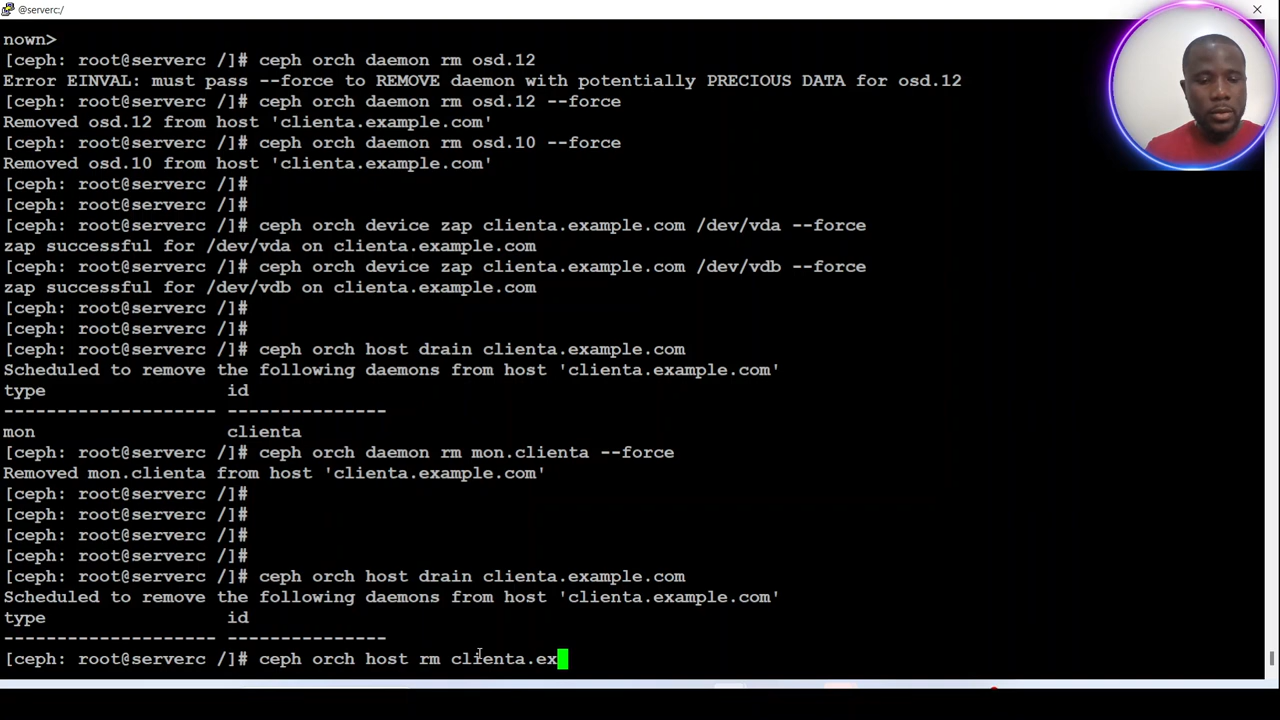 @serverc:/
nown>
[ceph: root@serverc /]# ceph orch daemon rm osd.12
Error EINVAL: must pass --force to REMOVE daemon with potentially PRECIOUS DATA for osd.12
[ceph: root@serverc /]# ceph orch daemon rm osd.12 --force
Removed osd.12 from host 'clienta.example.com'
[ceph: root@serverc /]# ceph orch daemon rm osd.10 --force
Removed osd.10 from host 'clienta.example.com'
[ceph: root@serverc /]#
[ceph: root@serverc /]#
[ceph: root@serverc /]# ceph orch device zap clienta.example.com /dev/vda --force
zap successful for /dev/vda on clienta.example.com
[ceph: root@serverc /]# ceph orch device zap clienta.example.com /dev/vdb --force
zap successful for /dev/vdb on clienta.example.com
[ceph: root@serverc /]#
[ceph: root@serverc /]#
[ceph: root@serverc /]# ceph orch host drain clienta.example.com
Scheduled to remove the following daemons from host 'clienta.example.com'
type                 id
-------------------- ---------------
mon                  clienta
[ceph: root@serverc /]# ceph orch daemon rm mon.clienta --force
Removed mon.clienta from host 'clienta.example.com'
[ceph: root@serverc /]#
[ceph: root@serverc /]#
[ceph: root@serverc /]#
[ceph: root@serverc /]#
[ceph: root@serverc /]# ceph orch host drain clienta.example.com
Scheduled to remove the following daemons from host 'clienta.example.com'
type                 id
-------------------- ---------------
[ceph: root@serverc /]# ceph orch host rm clienta.ex